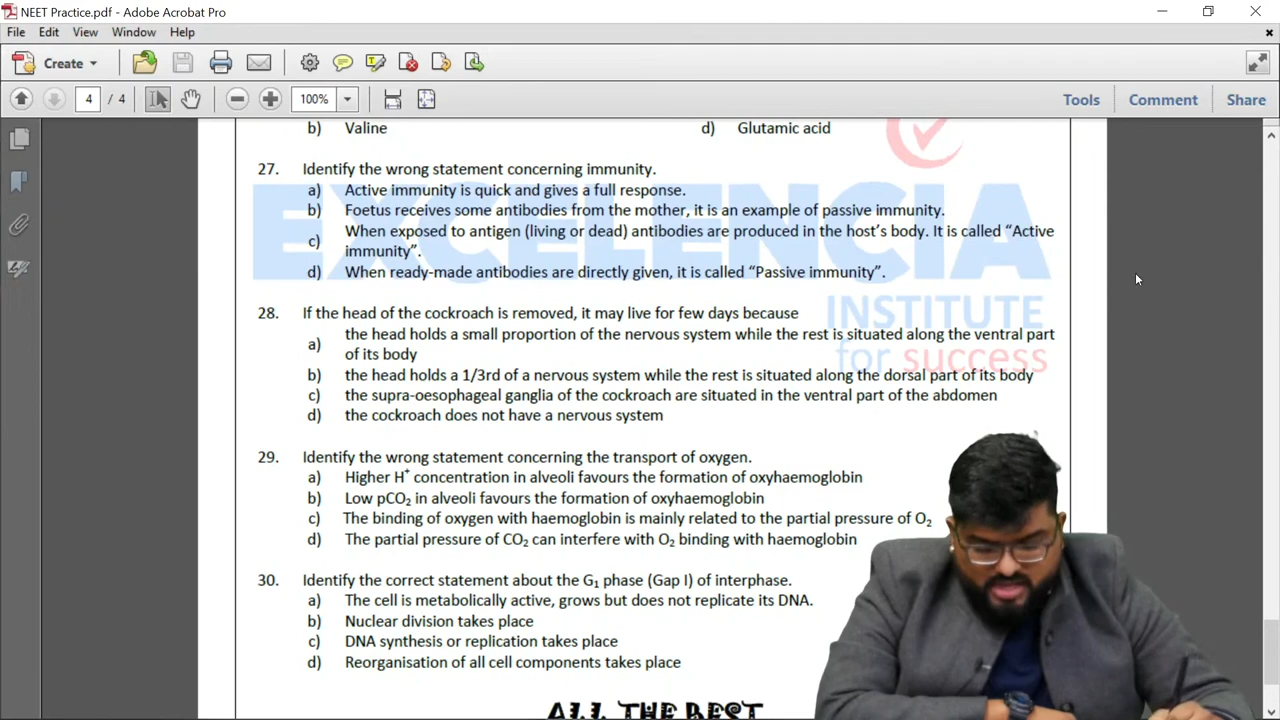 NEET Practice.pdf - Adobe Acrobat Pro
File Edit View Window Help
Create
4 / 4 100% Tools Comment Share
b) Valine d) Glutamic acid
27. Identify the wrong statement concerning immunity.
a) Active immunity is quick and gives a full response.
b) Foetus receives some antibodies from the mother, it is an example of passive immunity.
c) When exposed to antigen (living or dead) antibodies are produced in the host’s body. It is called “Active
immunity”.
d) When ready-made antibodies are directly given, it is called “Passive immunity”.
EXCELENCIA
INSTITUTE
for success
28. If the head of the cockroach is removed, it may live for few days because
a) the head holds a small proportion of the nervous system while the rest is situated along the ventral part
of its body
b) the head holds a 1/3rd of a nervous system while the rest is situated along the dorsal part of its body
c) the supra-oesophageal ganglia of the cockroach are situated in the ventral part of the abdomen
d) the cockroach does not have a nervous system
29. Identify the wrong statement concerning the transport of oxygen.
a) Higher H⁺ concentration in alveoli favours the formation of oxyhaemoglobin
b) Low pCO₂ in alveoli favours the formation of oxyhaemoglobin
c) The binding of oxygen with haemoglobin is mainly related to the partial pressure of O₂
d) The partial pressure of CO₂ can interfere with O₂ binding with haemoglobin
30. Identify the correct statement about the G₁ phase (Gap I) of interphase.
a) The cell is metabolically active, grows but does not replicate its DNA.
b) Nuclear division takes place
c) DNA synthesis or replication takes place
d) Reorganisation of all cell components takes place
ALL THE BEST